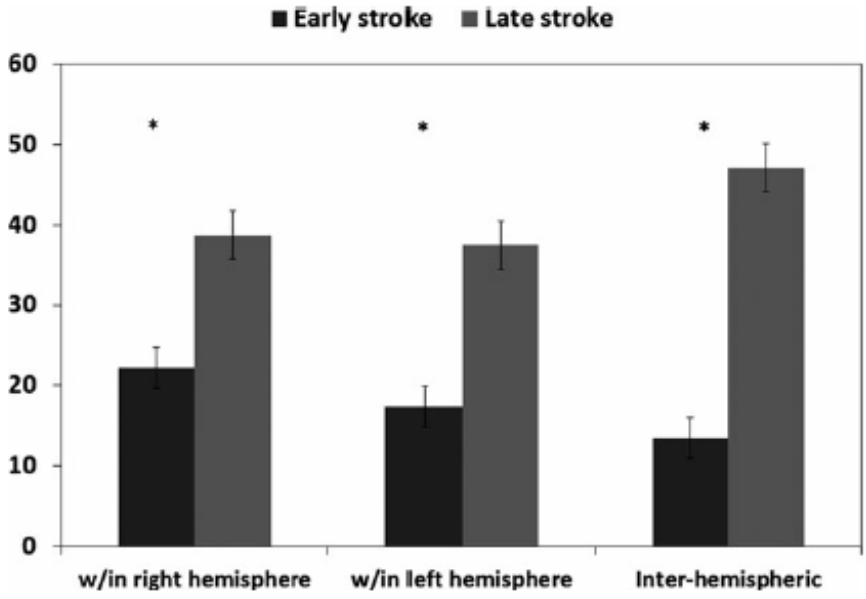 Early stroke Late stroke
60
50
40
30
20
10
0
* * *
w/in right hemisphere w/in left hemisphere Inter-hemispheric